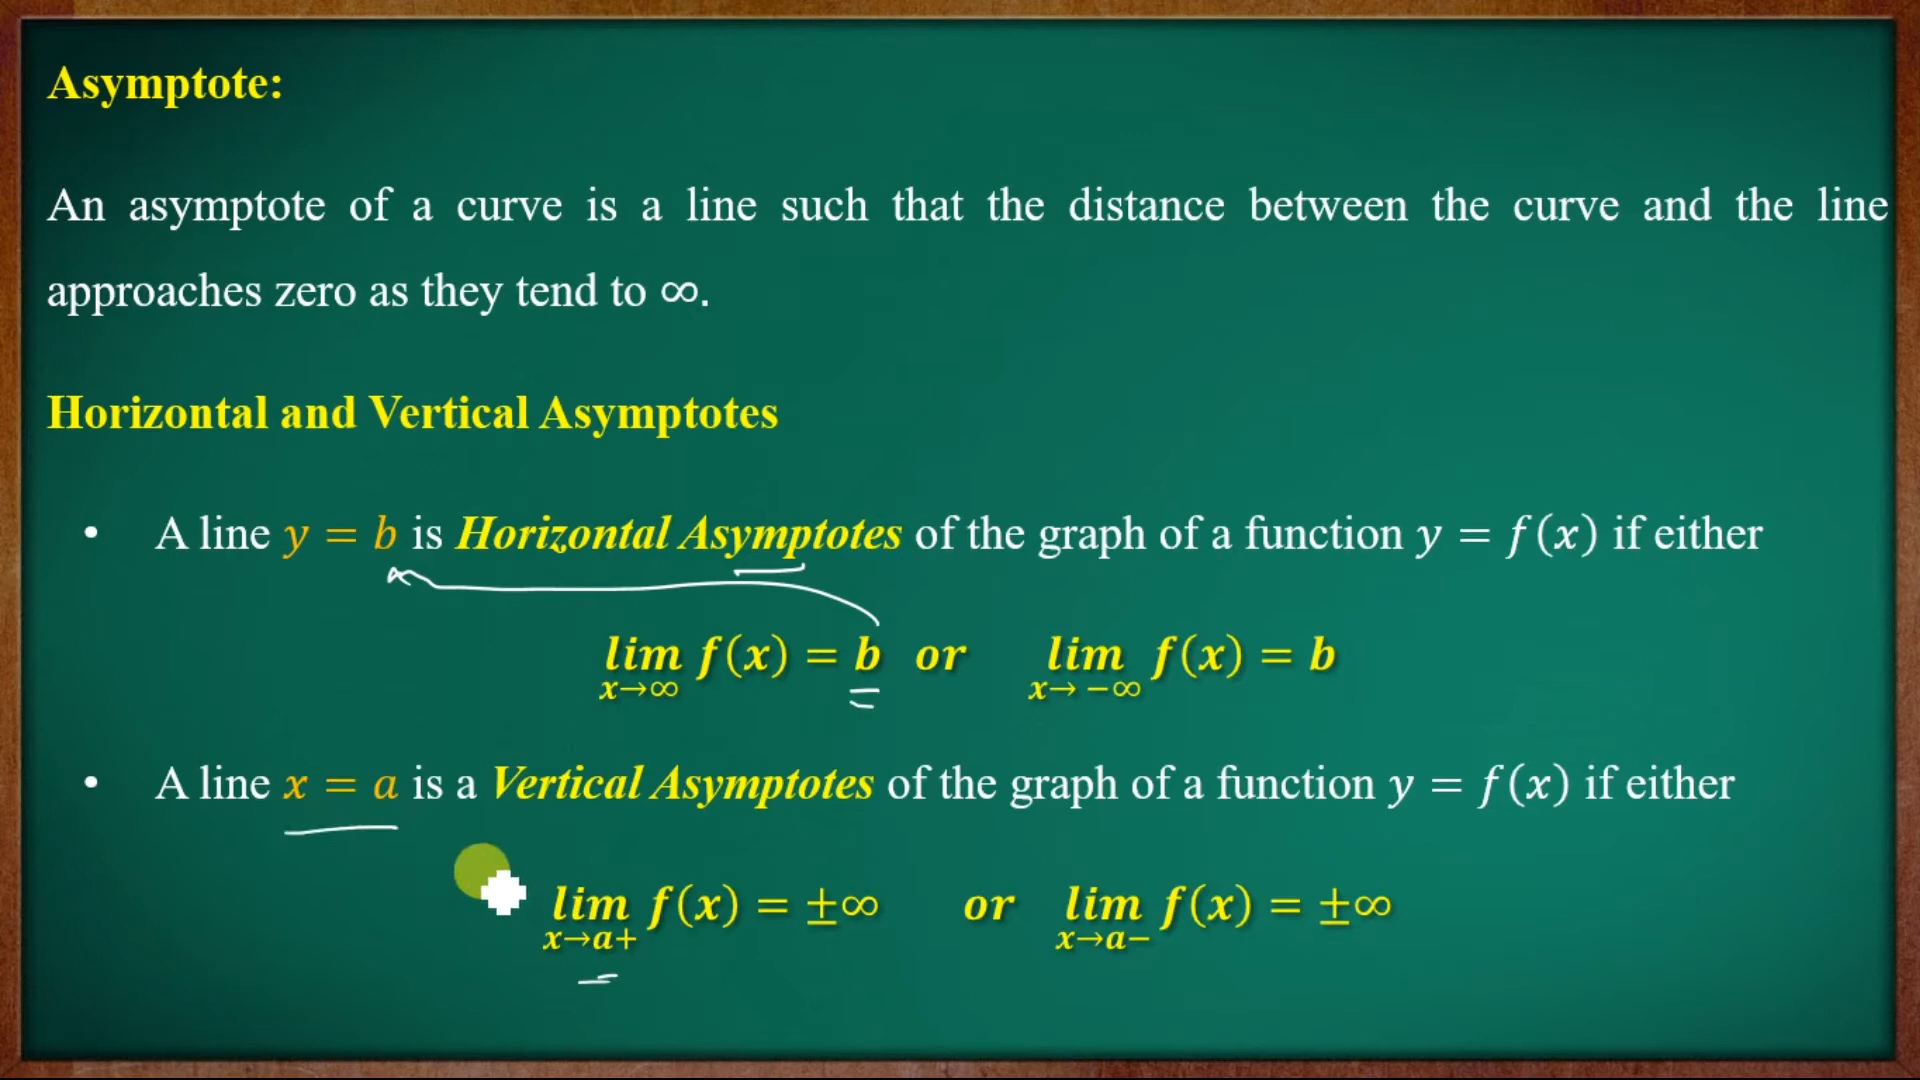 Asymptote:
An asymptote of a curve is a line such that the distance between the curve and the line
approaches zero as they tend to ∞.
Horizontal and Vertical Asymptotes
• A line y = b is Horizontal Asymptotes of the graph of a function y = f(x) if either
lim x→∞ f(x) = b or lim x→ −∞ f(x) = b
• A line x = a is a Vertical Asymptotes of the graph of a function y = f(x) if either
lim x→a+ f(x) = ±∞ or lim x→a− f(x) = ±∞